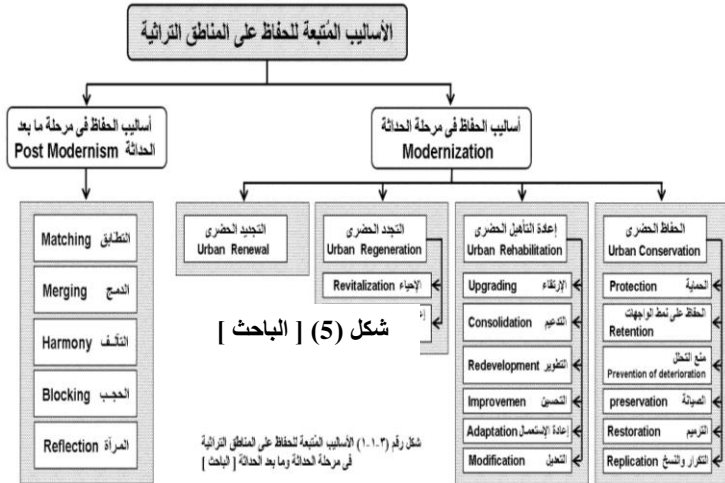 الأساليب المُتبعة للحفاظ على المناطق التراثية
أساليب الحفاظ فى مرحلة الحداثة
Modernization
أساليب الحفاظ فى مرحلة ما بعد
الحداثة Post Modernism
الحفاظ الحضرى
Urban Conservation
الحماية Protection
الحفاظ على نمط الواجهات
Retention
منع التحلل
Prevention of deterioration
الصيانة preservation
الترميم Restoration
التكرار والنسخ Replication
إعادة التأهيل الحضرى
Urban Rehabilitation
الإرتقاء Upgrading
التدعيم Consolidation
التطوير Redevelopment
التحسين Improvemen
إعادة الإستعمال Adaptation
التعديل Modification
التجدد الحضرى
Urban Regeneration
الإحياء Revitalization
التجديد الحضرى
Urban Renewal
التطابق Matching
الدمج Merging
التآلف Harmony
الحجب Blocking
المرآة Reflection
شكل (5) [ الباحث ]
شكل رقم (٣-١-١) الأساليب المُتبعة للحفاظ على المناطق التراثية
فى مرحلة الحداثة وما بعد الحداثة [ الباحث ]